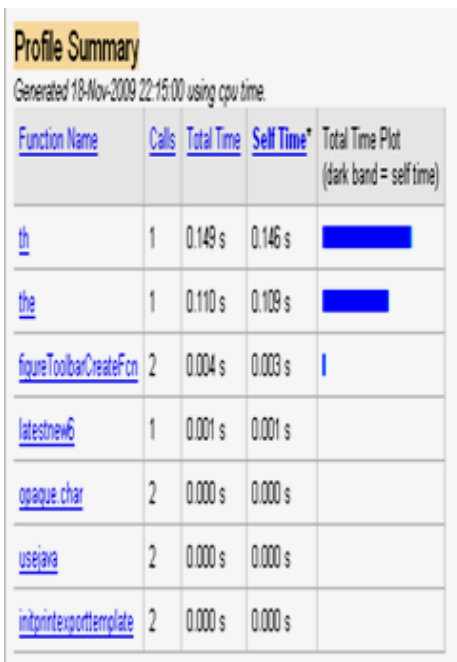 Profile Summary
Generated 18-Nov-2009 22:15:00 using cpu time.
Function Name Calls Total Time Self Time* Total Time Plot
(dark band = self time)
th 1 0.149 s 0.146 s
the 1 0.110 s 0.109 s
figureToolbarCreateFcn 2 0.004 s 0.003 s
latestnew6 1 0.001 s 0.001 s
opaque.char 2 0.000 s 0.000 s
usejava 2 0.000 s 0.000 s
initprintexporttemplate 2 0.000 s 0.000 s